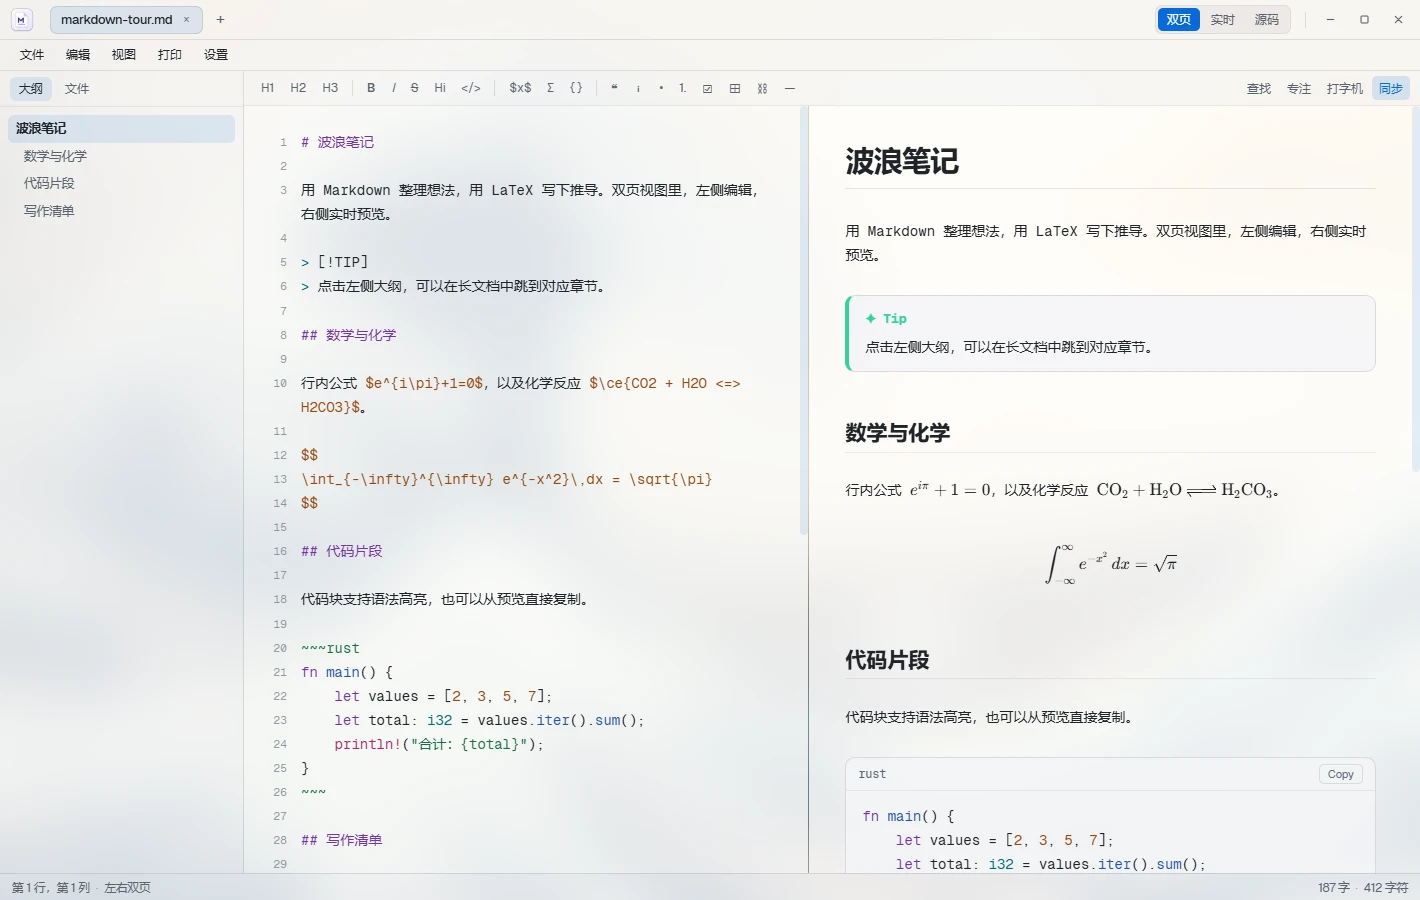 markdown-tour.md × +
双页 实时 源码
文件 编辑 视图 打印 设置
大纲 文件
H1 H2 H3 B I S Hi </> $x$ Σ {} ❝ i • 1. ☑ —
查找 专注 打字机 同步
波浪笔记
数学与化学
代码片段
写作清单
1 # 波浪笔记
2
3 用 Markdown 整理想法，用 LaTeX 写下推导。双页视图里，左侧编辑，
右侧实时预览。
4
5 > [!TIP]
6 > 点击左侧大纲，可以在长文档中跳到对应章节。
7
8 ## 数学与化学
9
10 行内公式 $e^{i\pi}+1=0$，以及化学反应 $\ce{CO2 + H2O <=>
H2CO3}$。
11
12 $$
13 \int_{-\infty}^{\infty} e^{-x^2}\,dx = \sqrt{\pi}
14 $$
15
16 ## 代码片段
17
18 代码块支持语法高亮，也可以从预览直接复制。
19
20 ~~~rust
21 fn main() {
22     let values = [2, 3, 5, 7];
23     let total: i32 = values.iter().sum();
24     println!("合计：{total}");
25 }
26 ~~~
27
28 ## 写作清单
29
波浪笔记
用 Markdown 整理想法，用 LaTeX 写下推导。双页视图里，左侧编辑，右侧实时
预览。
✦ Tip
点击左侧大纲，可以在长文档中跳到对应章节。
数学与化学
行内公式 e^{iπ} + 1 = 0，以及化学反应 CO₂ + H₂O ⇌ H₂CO₃。
∫_{−∞}^{∞} e^{−x²} dx = √π
代码片段
代码块支持语法高亮，也可以从预览直接复制。
rust Copy
fn main() {
    let values = [2, 3, 5, 7];
    let total: i32 = values.iter().sum();
第 1 行，第 1 列 · 左右双页
187 字 · 412 字符